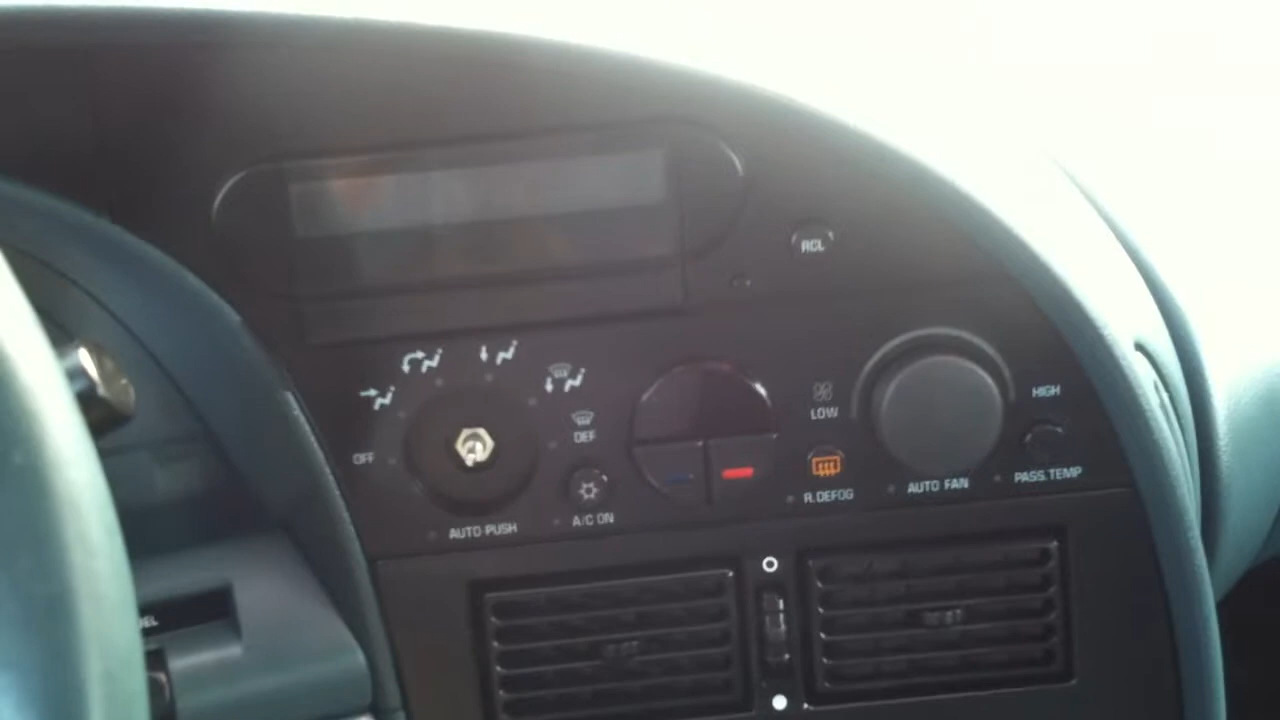 RCL
OFF
DEF
LOW
HIGH
AUTO PUSH
A/C ON
R.DEFOG
AUTO FAN
PASS.TEMP